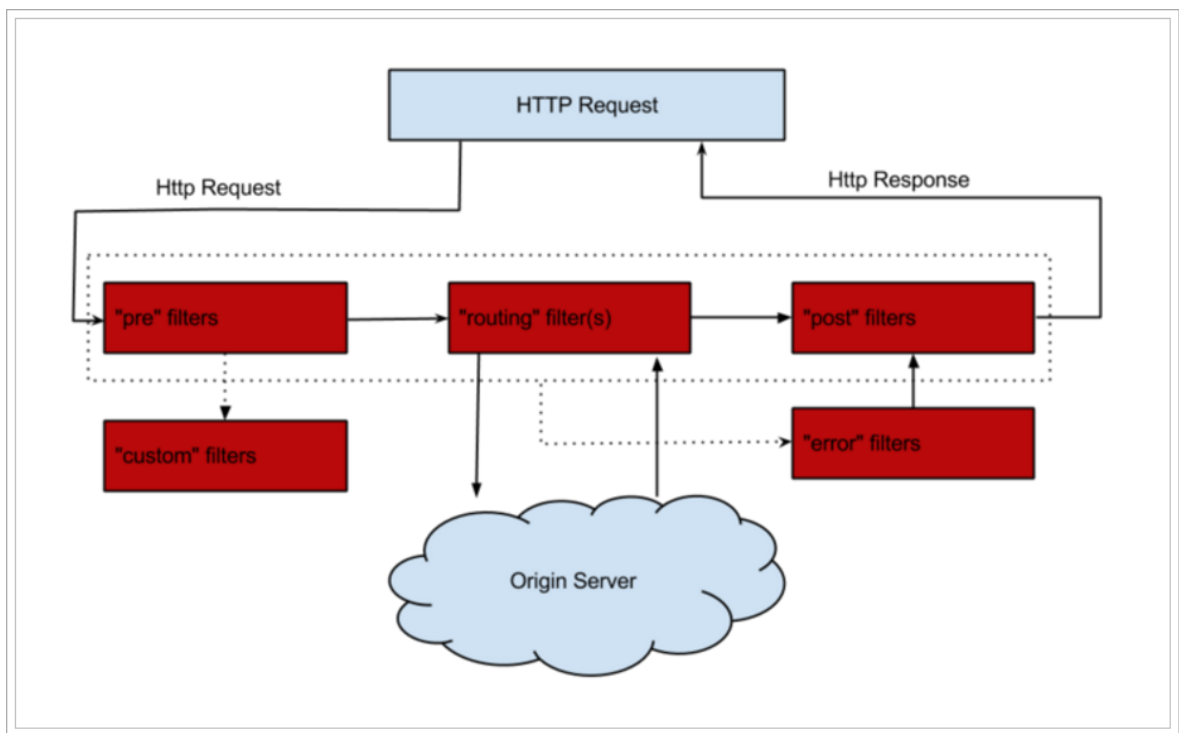 HTTP Request
Http Request
Http Response
"pre" filters
"routing" filter(s)
"post" filters
"custom" filters
"error" filters
Origin Server